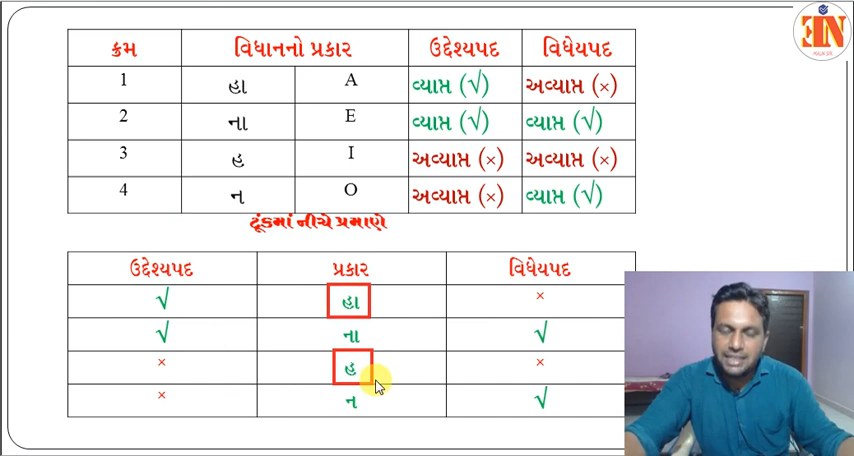 ક્રમ વિધાનનો પ્રકાર ઉદ્દેશ્યપદ વિધેયપદ
1 હા A વ્યાપ્ત (√) અવ્યાપ્ત (×)
2 ના E વ્યાપ્ત (√) વ્યાપ્ત (√)
3 હ I અવ્યાપ્ત (×) અવ્યાપ્ત (×)
4 ન O અવ્યાપ્ત (×) વ્યાપ્ત (√)
ટૂંકમાં નીચે પ્રમાણે
ઉદ્દેશ્યપદ પ્રકાર વિધેયપદ
√ હા ×
√ ના √
× હ ×
× ન √